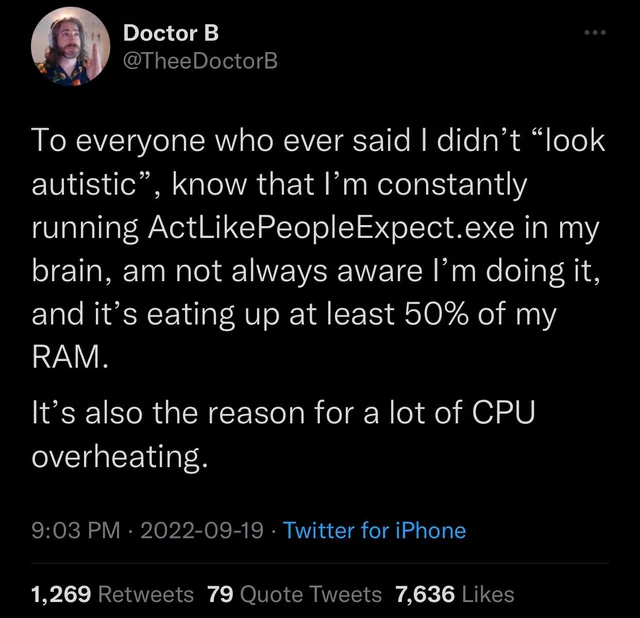 Doctor B
@TheeDoctorB
To everyone who ever said I didn’t “look
autistic”, know that I’m constantly
running ActLikePeopleExpect.exe in my
brain, am not always aware I’m doing it,
and it’s eating up at least 50% of my
RAM.
It’s also the reason for a lot of CPU
overheating.
9:03 PM · 2022-09-19 · Twitter for iPhone
1,269 Retweets 79 Quote Tweets 7,636 Likes